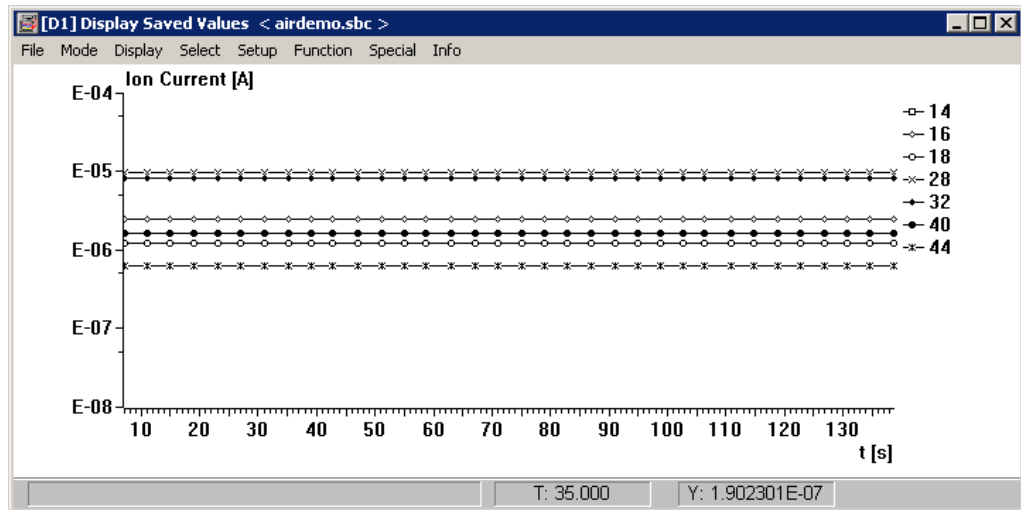 [D1] Display Saved Values < airdemo.sbc >
File Mode Display Select Setup Function Special Info
Ion Current [A]
E-04
E-05
E-06
E-07
E-08
14
16
18
28
32
40
44
10 20 30 40 50 60 70 80 90 100 110 120 130
t [s]
T: 35.000 Y: 1.902301E-07